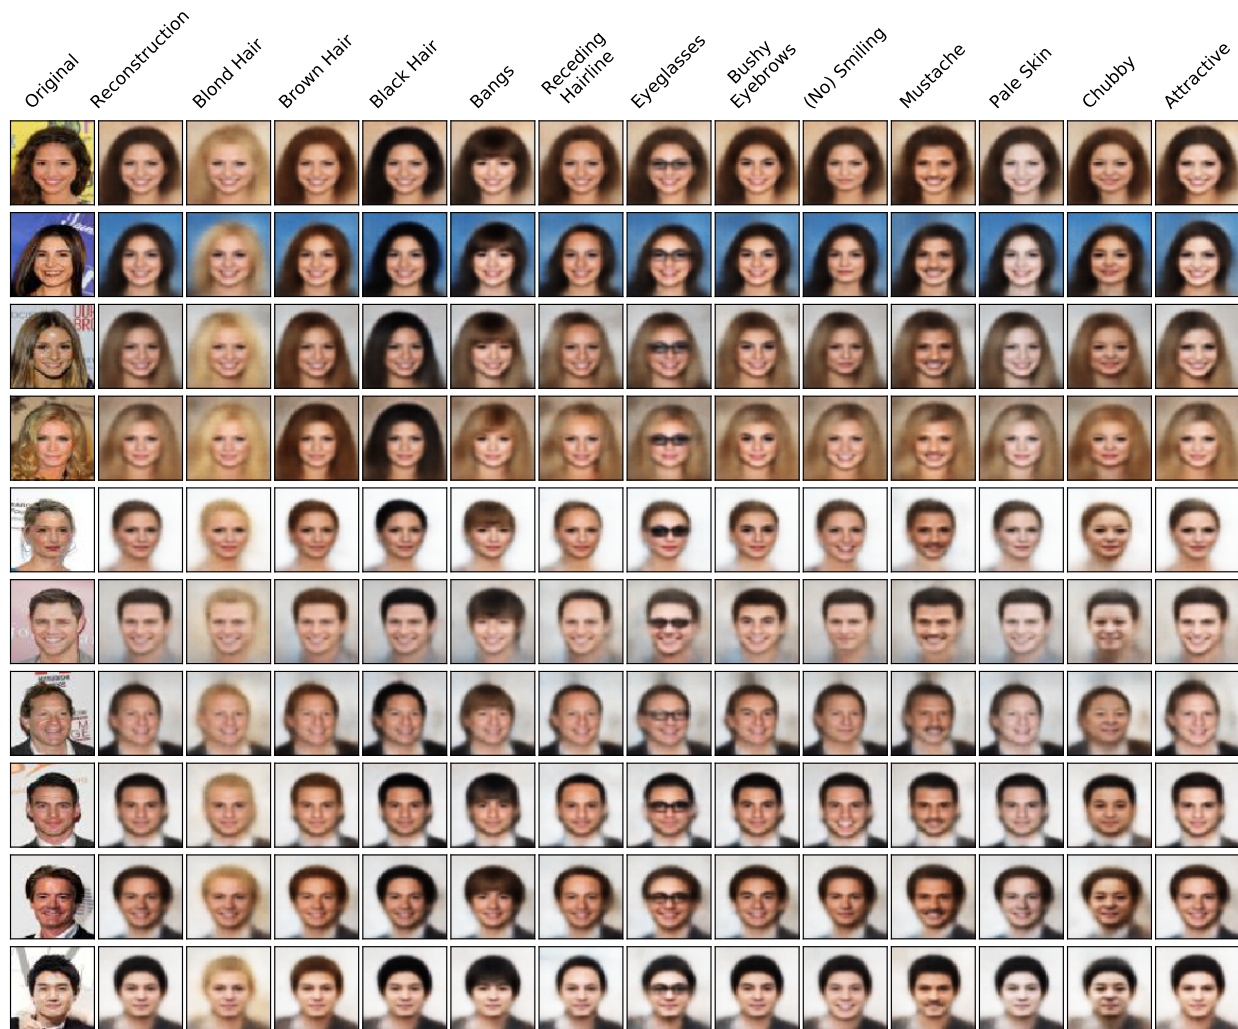 Original
Reconstruction
Blond Hair
Brown Hair
Black Hair
Bangs
Receding
Hairline
Eyeglasses
Bushy
Eyebrows
(No) Smiling
Mustache
Pale Skin
Chubby
Attractive